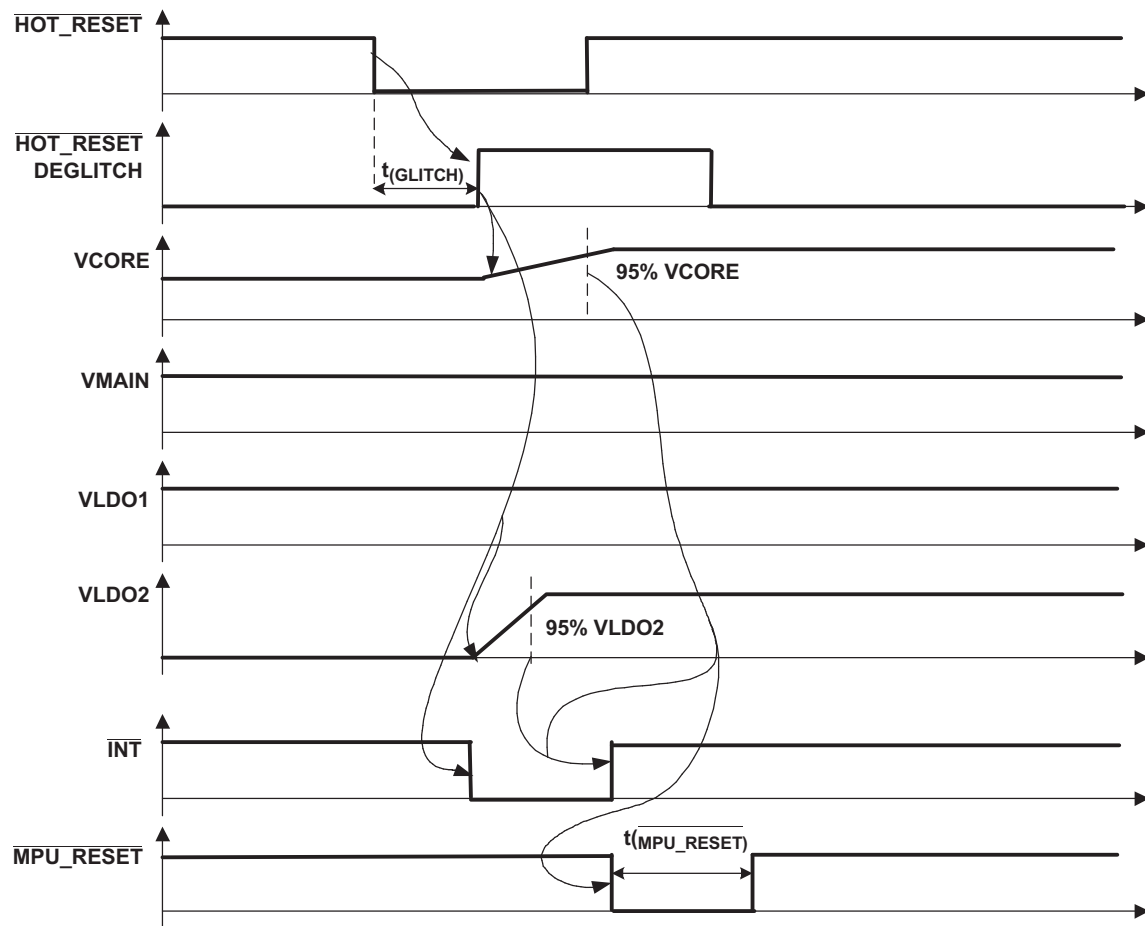 HOT_RESET
HOT_RESET
DEGLITCH
t(GLITCH)
VCORE
95% VCORE
VMAIN
VLDO1
VLDO2
95% VLDO2
INT
t(MPU_RESET)
MPU_RESET